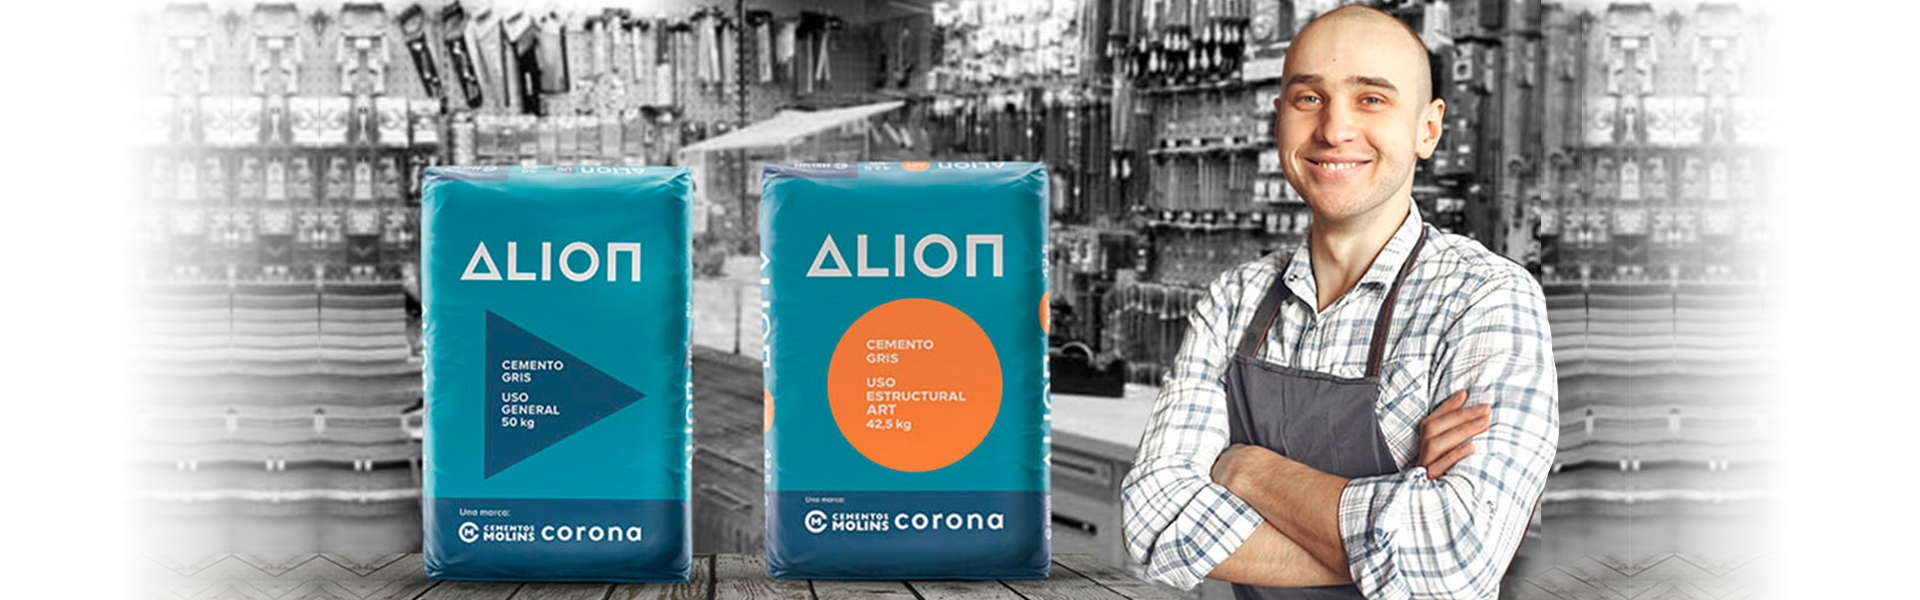 ALION
CEMENTO
GRIS
USO
GENERAL
50 kg
Una marca:
CEMENTOS
MOLINS
corona
ALION
ALION
CEMENTO
GRIS
USO
ESTRUCTURAL
ART
42,5 kg
Una marca:
CEMENTOS
MOLINS
corona